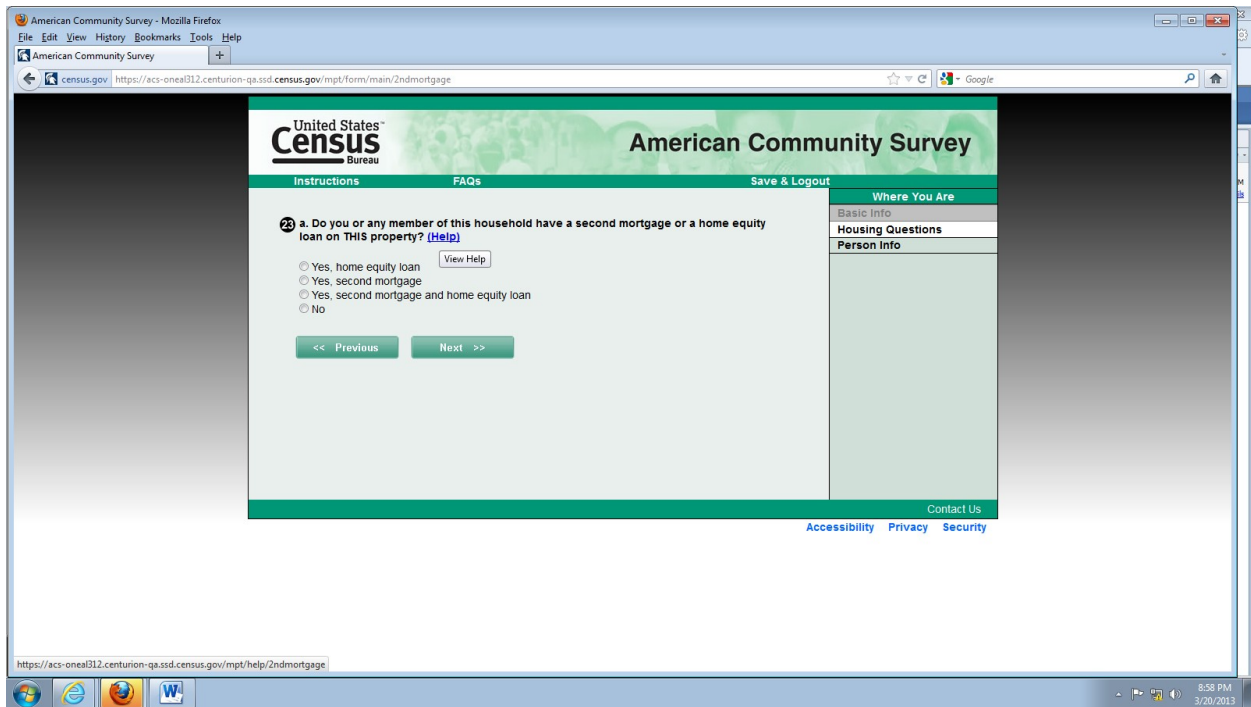 American Community Survey - Mozilla Firefox
File Edit View History Bookmarks Tools Help
American Community Survey +
census.gov https://acs-oneal312.centurion-qa.ssd.census.gov/mpt/form/main/2ndmortgage Google
United States™
Census
Bureau
American Community Survey
Instructions FAQs Save & Logout
Where You Are
Basic Info
Housing Questions
Person Info
23 a. Do you or any member of this household have a second mortgage or a home equity
loan on THIS property? (Help)
View Help
Yes, home equity loan
Yes, second mortgage
Yes, second mortgage and home equity loan
No
<< Previous Next >>
Contact Us
Accessibility Privacy Security
https://acs-oneal312.centurion-qa.ssd.census.gov/mpt/help/2ndmortgage
8:58 PM
3/20/2013